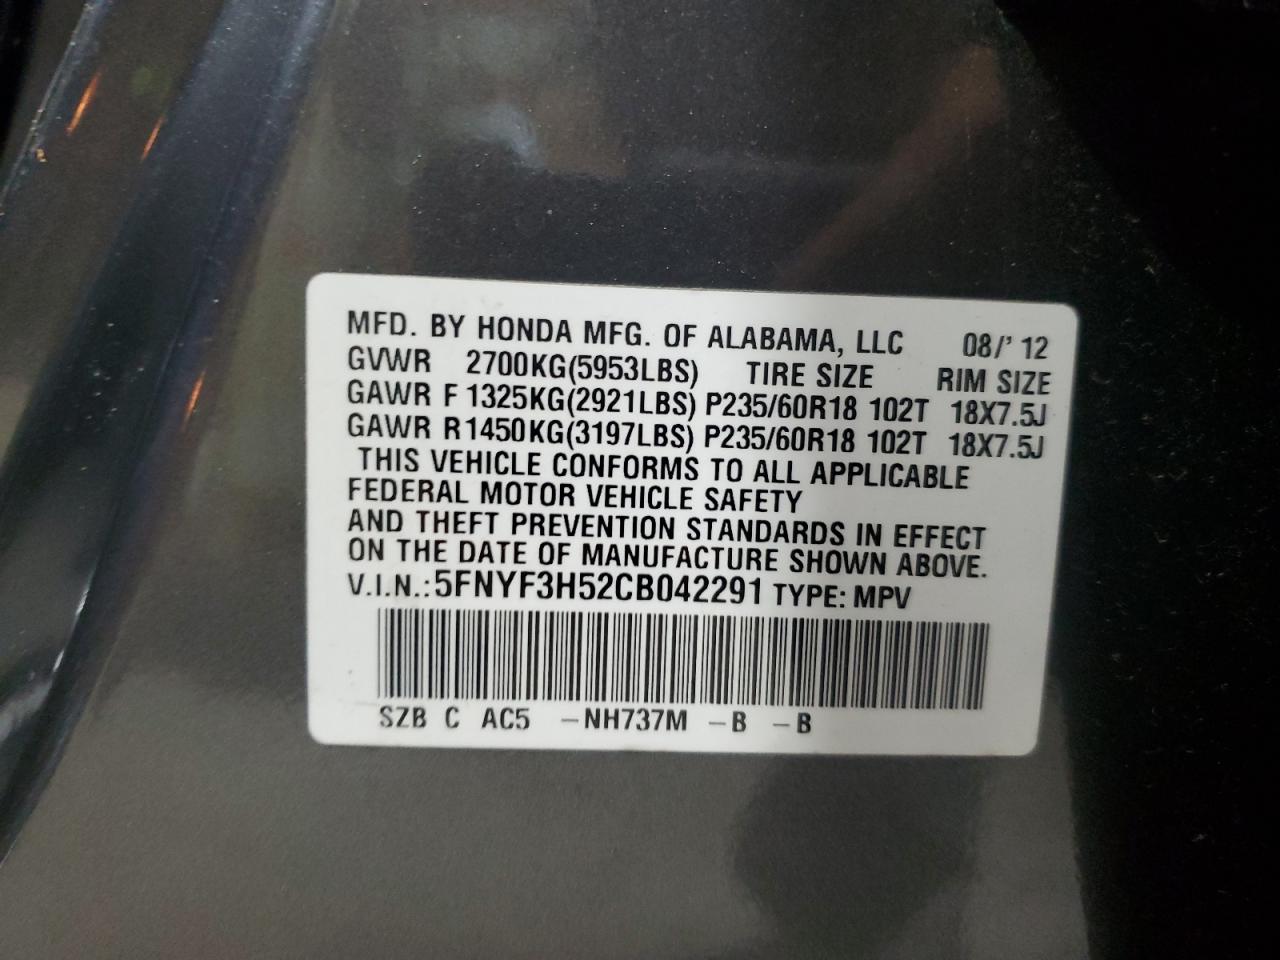 MFD. BY HONDA MFG. OF ALABAMA, LLC 08/' 12
GVWR 2700KG(5953LBS) TIRE SIZE RIM SIZE
GAWR F 1325KG(2921LBS) P235/60R18 102T 18X7.5J
GAWR R1450KG(3197LBS) P235/60R18 102T 18X7.5J
THIS VEHICLE CONFORMS TO ALL APPLICABLE
FEDERAL MOTOR VEHICLE SAFETY
AND THEFT PREVENTION STANDARDS IN EFFECT
ON THE DATE OF MANUFACTURE SHOWN ABOVE.
V.I.N.:5FNYF3H52CB042291 TYPE: MPV
SZB C AC5 -NH737M -B -B